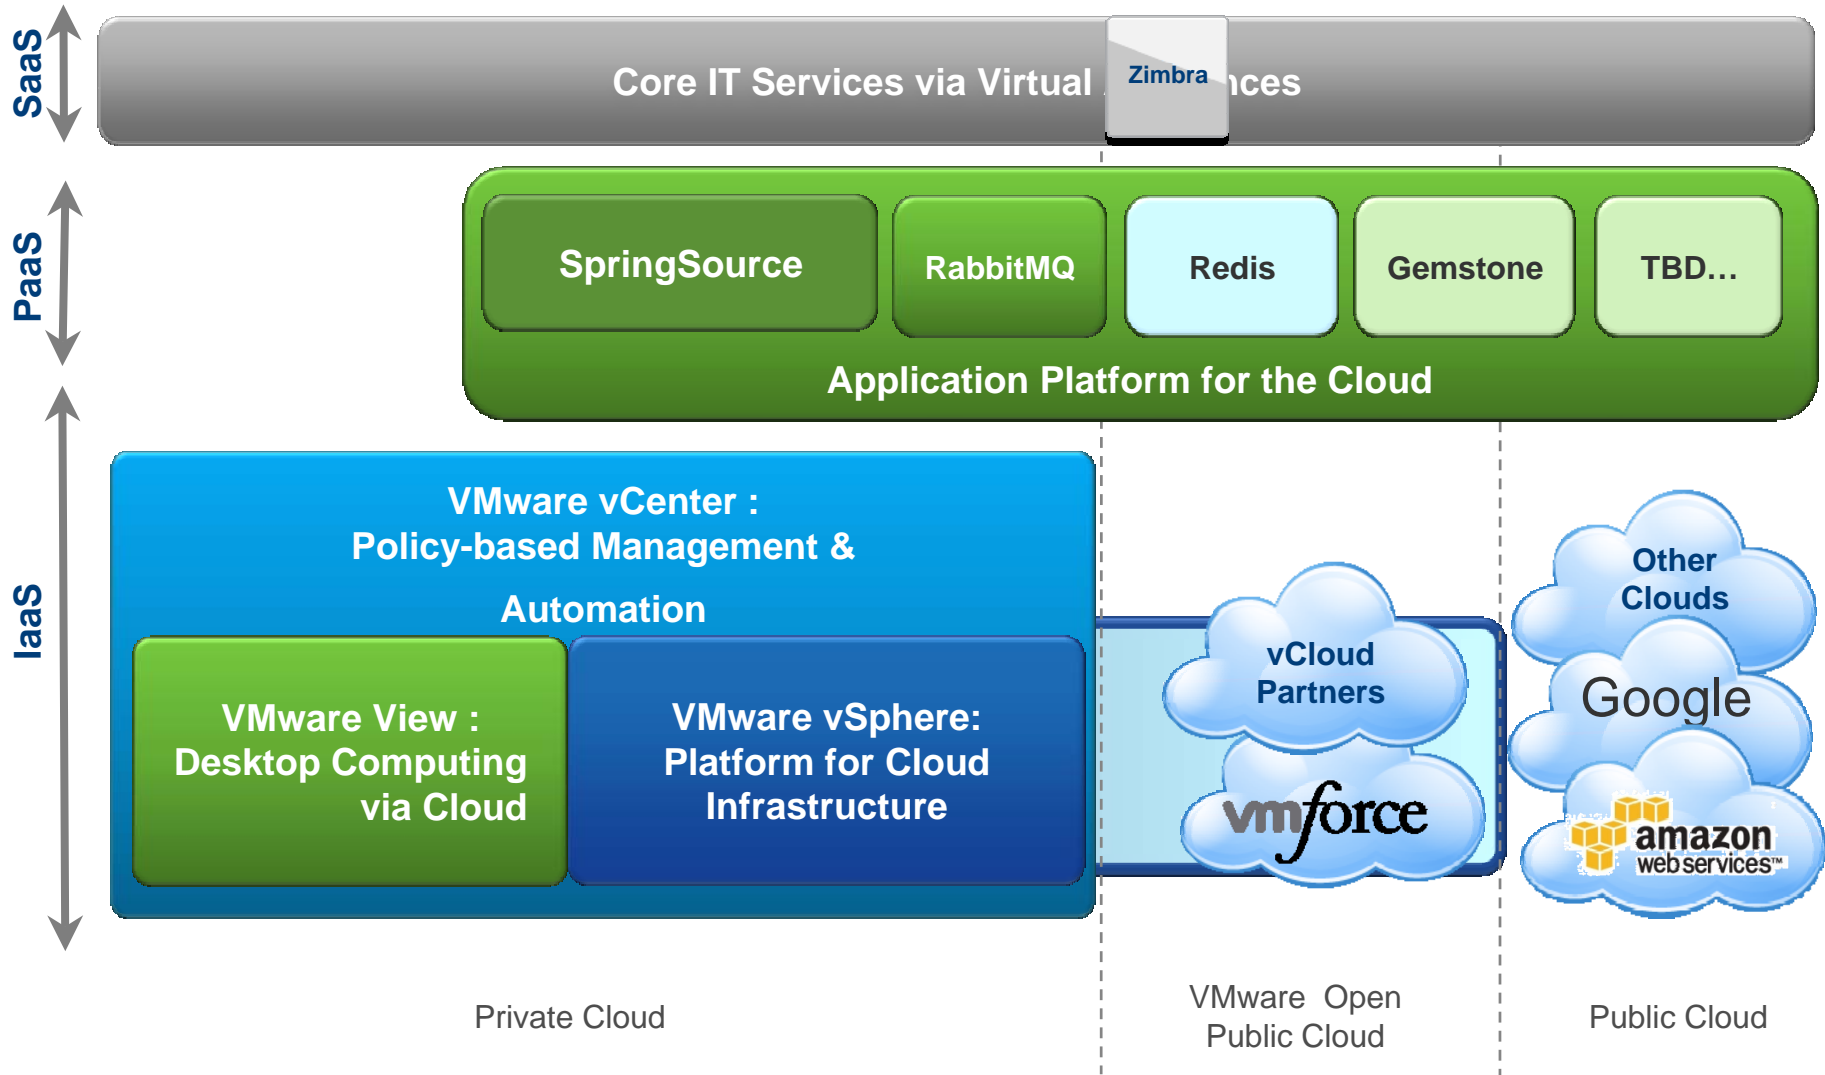 SaaS
Core IT Services via Virtual
nces
Zimbra
PaaS
SpringSource
RabbitMQ
Redis
Gemstone
TBD...
Application Platform for the Cloud
IaaS
VMware vCenter :
Policy-based Management &
Automation
VMware View :
Desktop Computing
via Cloud
VMware vSphere:
Platform for Cloud
Infrastructure
vCloud
Partners
vmforce
Other
Clouds
Google
amazon
webservices™
Private Cloud
VMware Open
Public Cloud
Public Cloud